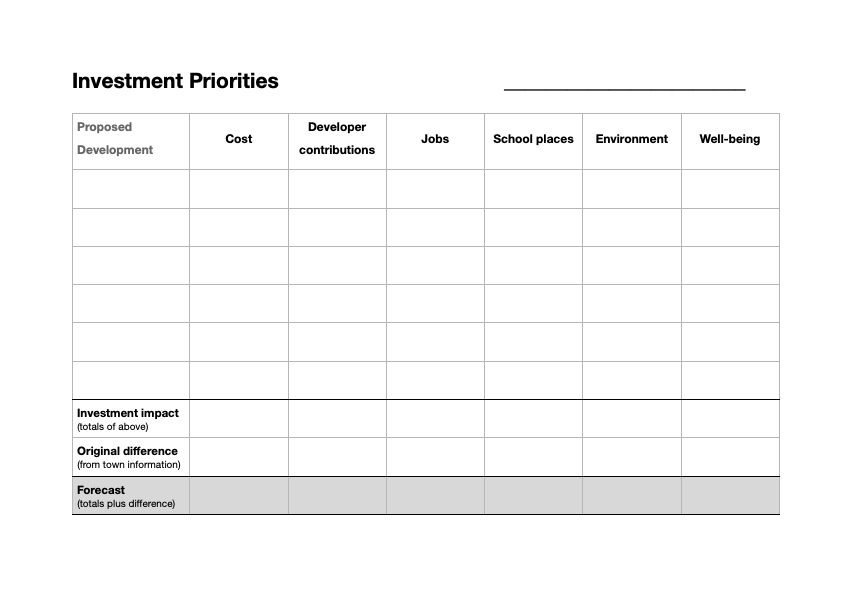 Investment Priorities
Proposed
Development
Cost
Developer
contributions
Jobs
School places
Environment
Well-being
Investment impact
(totals of above)
Original difference
(from town information)
Forecast
(totals plus difference)